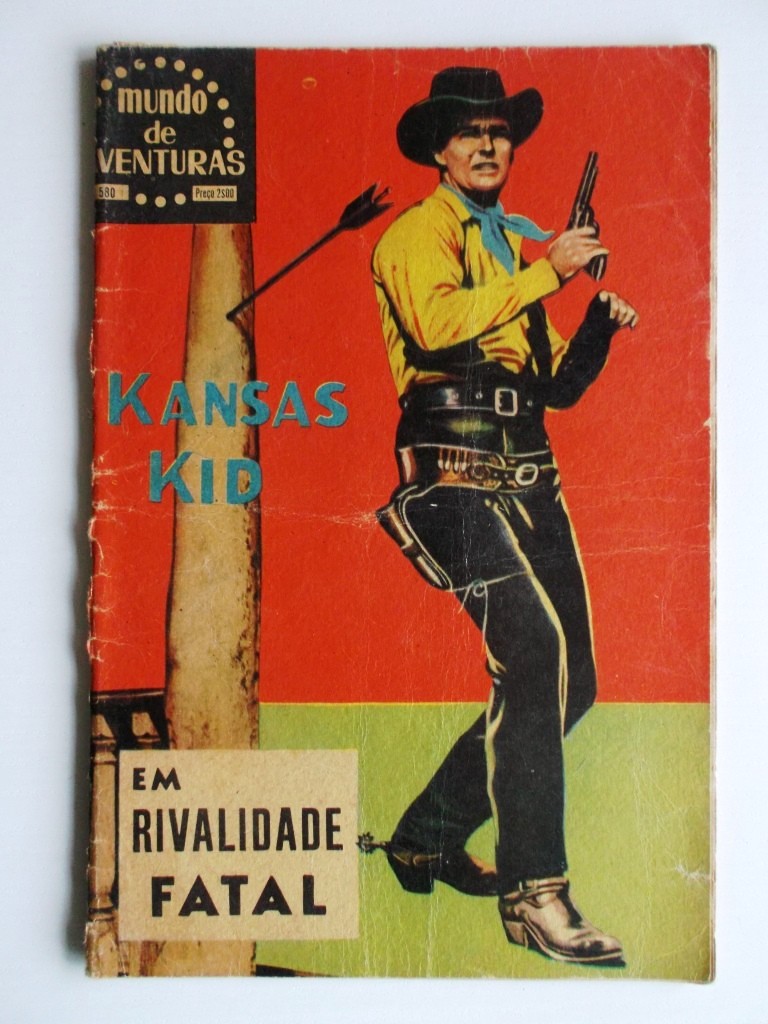 mundo
de
VENTURAS
580
Preço 2$00
KANSAS
KID
EM
RIVALIDADE
FATAL